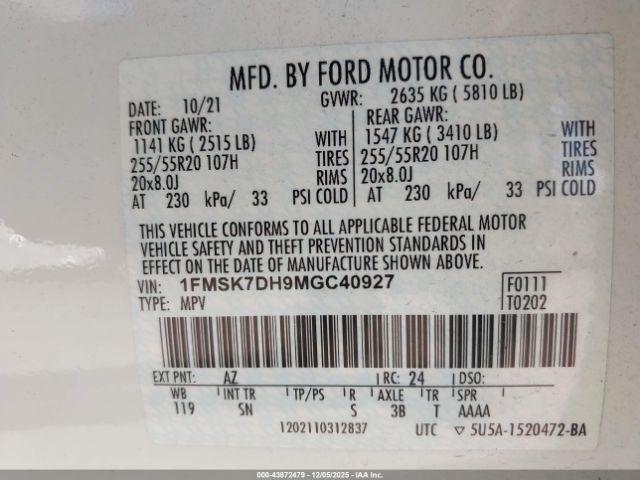 MFD. BY FORD MOTOR CO.
DATE: 10/21 GVWR: 2635 KG ( 5810 LB)
FRONT GAWR: REAR GAWR:
1141 KG ( 2515 LB) WITH 1547 KG ( 3410 LB) WITH
255/55R20 107H TIRES 255/55R20 107H TIRES
20x8.0J RIMS 20x8.0J RIMS
AT 230 kPa/ 33 PSI COLD AT 230 kPa/ 33 PSI COLD
THIS VEHICLE CONFORMS TO ALL APPLICABLE FEDERAL MOTOR
VEHICLE SAFETY AND THEFT PREVENTION STANDARDS IN
EFFECT ON THE DATE OF MANUFACTURE SHOWN ABOVE.
VIN: 1FMSK7DH9MGC40927 F0111
TYPE: MPV T0202
EXT PNT: AZ RC: 24 DSO:
WB INT TR TP/PS R AXLE TR SPR
119 SN S 3B T AAAA
1202110312837 UTC ▽ 5U5A-1520472-BA
00-43872479 - 12/05/2025 - Copyright IAA, LLC.